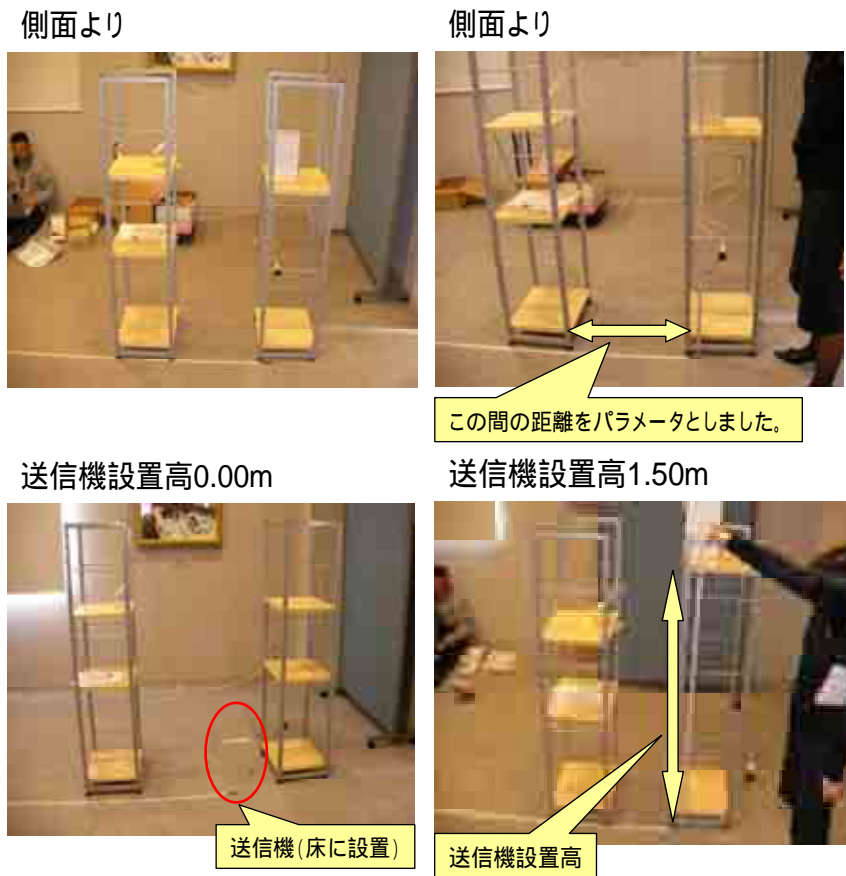 側面より
側面より
この間の距離をパラメータとしました。
送信機設置高0.00m
送信機設置高1.50m
送信機(床に設置)
送信機設置高